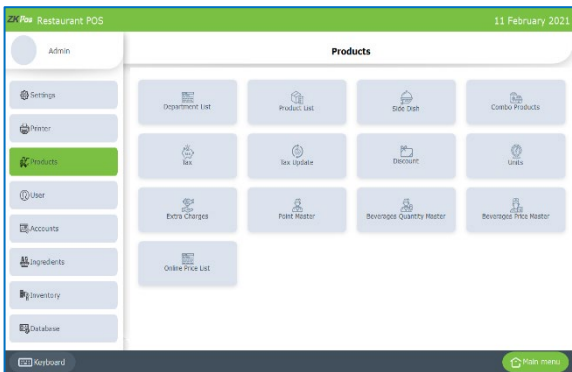 ZKPos Restaurant POS
11 February 2021
Admin
Products
Settings
Printer
Products
User
Accounts
Ingredients
Inventory
Database
Department List
Product List
Side Dish
Combo Products
Tax
Tax Update
Discount
Units
Extra Charges
Point Master
Beverages Quantity Master
Beverages Price Master
Online Price List
Keyboard
Main menu